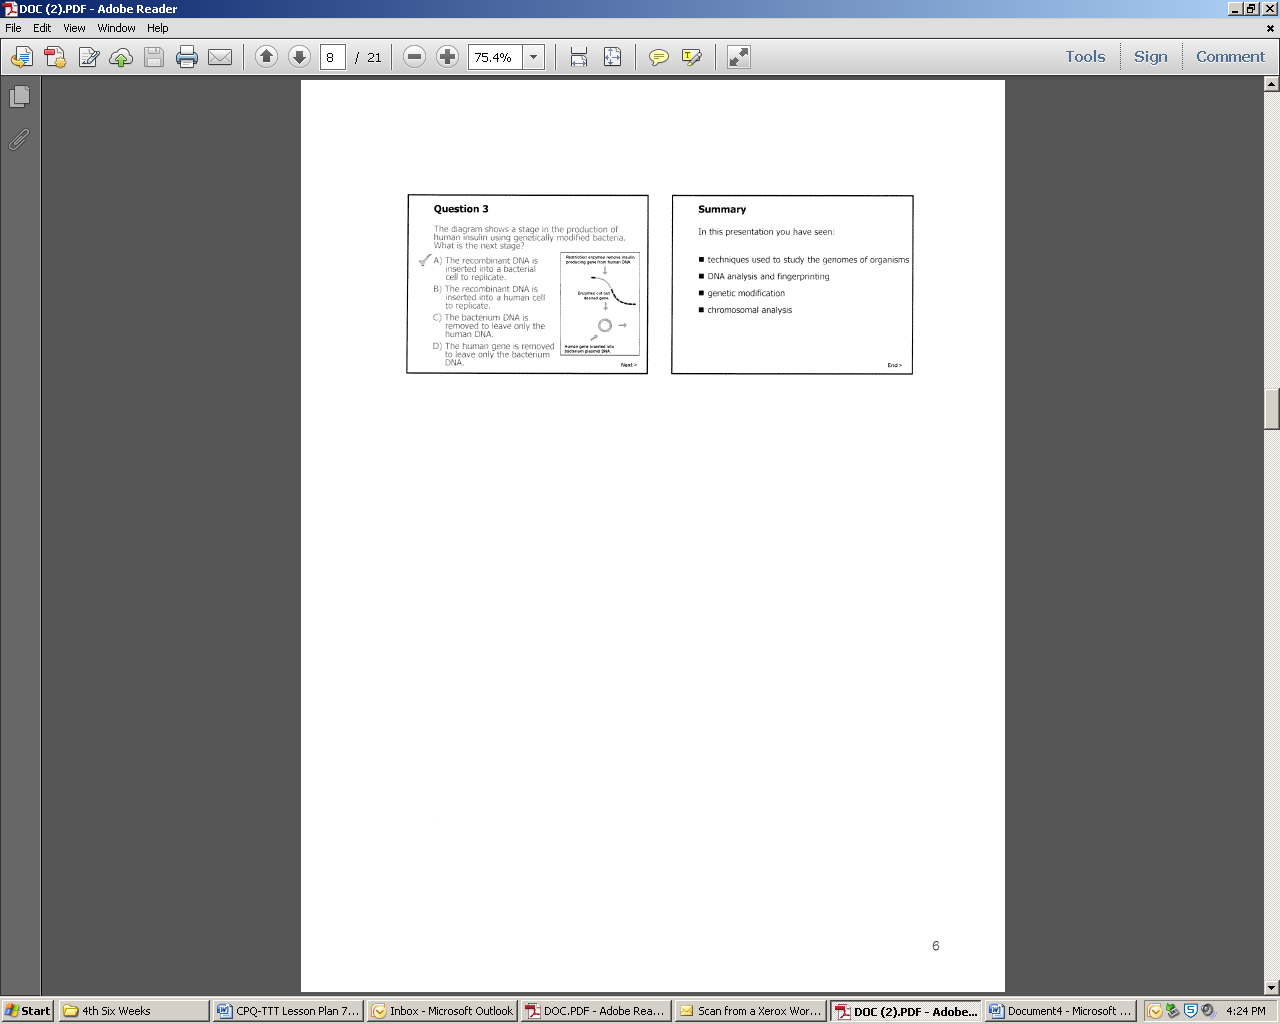 DOC (2).PDF - Adobe Reader
File Edit View Window Help
8 / 21 75.4% Tools Sign Comment
Question 3
The diagram shows a stage in the production of
human insulin using genetically modified bacteria.
What is the next stage?
A) The recombinant DNA is
inserted into a bacterial
cell to replicate.
B) The recombinant DNA is
inserted into a human cell
to replicate.
C) The bacterium DNA is
removed to leave only the
human DNA.
D) The human gene is removed
to leave only the bacterium
DNA.
Restriction enzymes remove insulin
producing gene from human DNA
Enzymes cut out
desired gene.
Human gene inserted into
bacterium plasmid DNA
Next >
Summary
In this presentation you have seen:
■ techniques used to study the genomes of organisms
■ DNA analysis and fingerprinting
■ genetic modification
■ chromosomal analysis
End >
6
Start 4th Six Weeks CPQ-TTT Lesson Plan 7... Inbox - Microsoft Outlook DOC.PDF - Adobe Rea... Scan from a Xerox Wor... DOC (2).PDF - Adobe... Document4 - Microsoft ... 4:24 PM